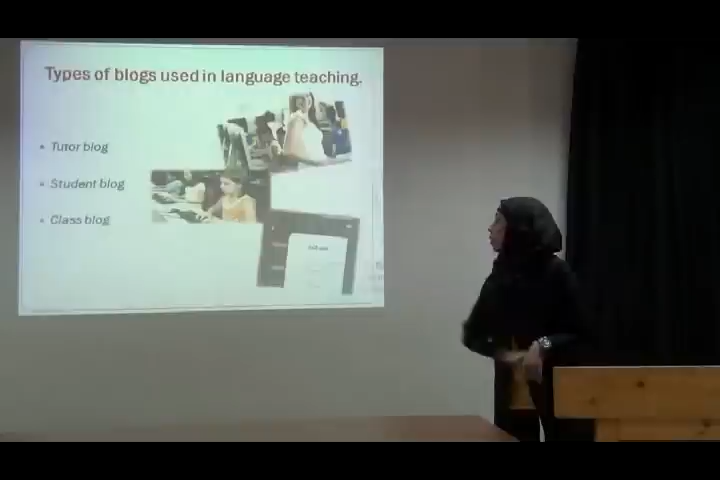 Types of blogs used in language teaching.
• Tutor blog
• Student blog
• Class blog